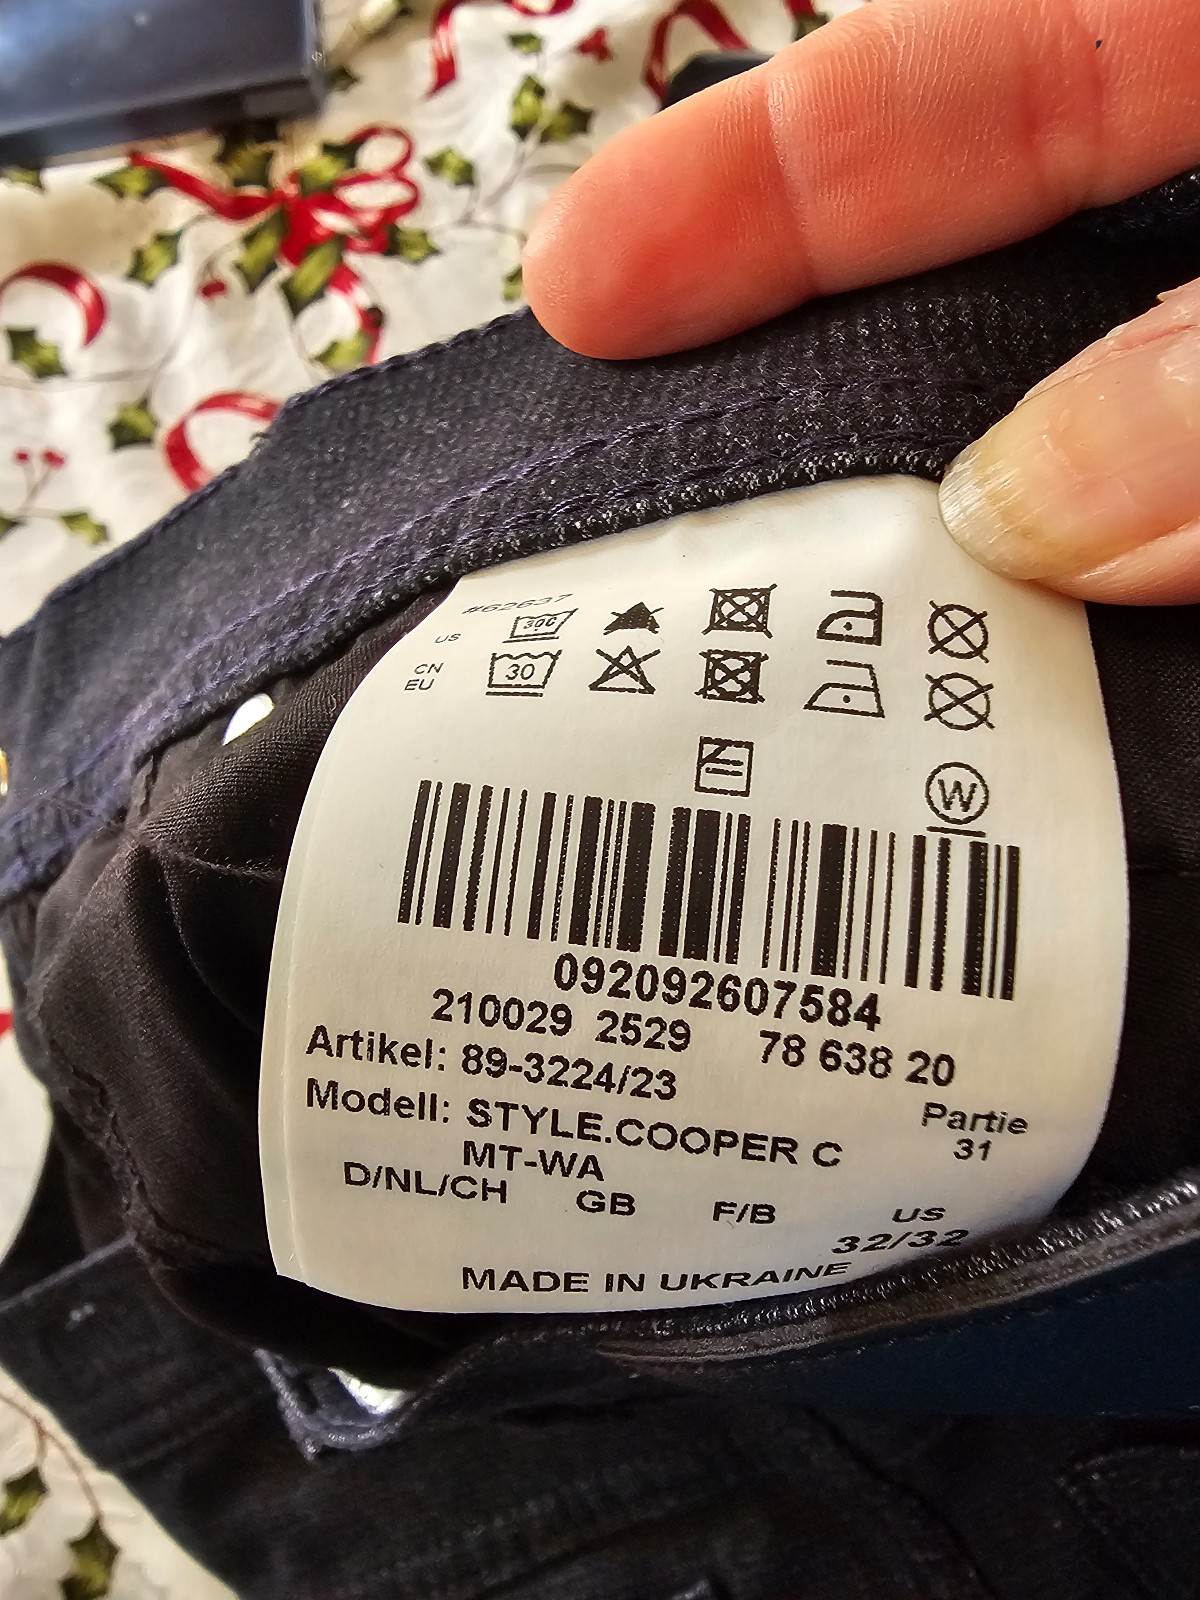 #62637
US 30C
CN
EU 30
W
092092607584
210029 2529 78 638 20
Artikel: 89-3224/23
Modell: STYLE.COOPER C
MT-WA
Partie
31
D/NL/CH GB F/B US
32/32
MADE IN UKRAINE